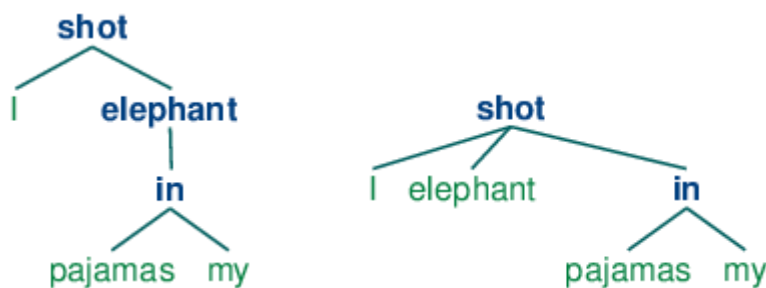 shot
I elephant shot
in I elephant in
pajamas my pajamas my